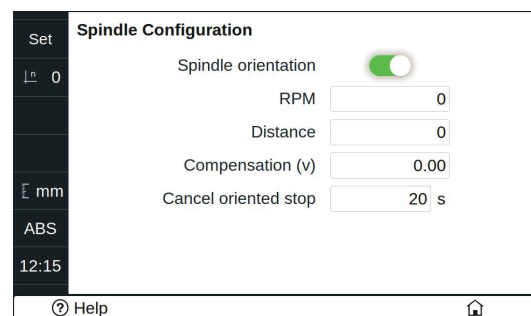 Set
Spindle Configuration
Spindle orientation
n 0
RPM 0
Distance 0
Compensation (v) 0.00
mm
Cancel oriented stop 20 s
ABS
12:15
? Help